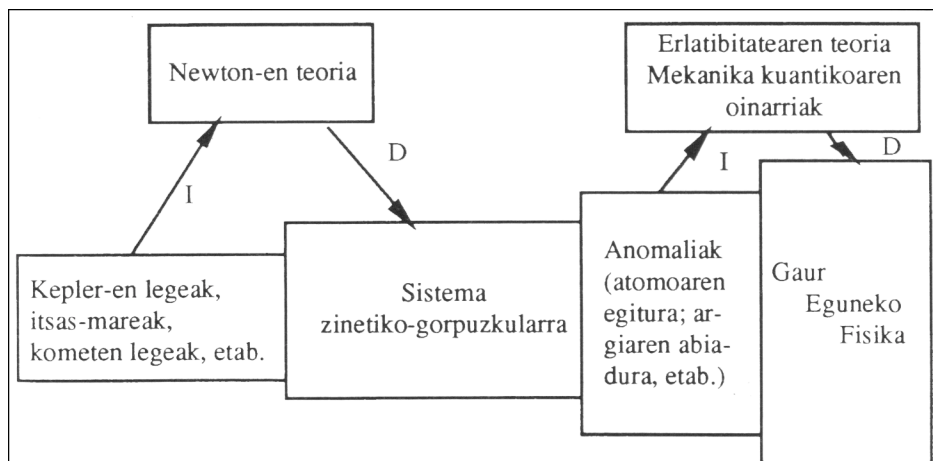 Newton-en teoria
Erlatibitatearen teoria
Mekanika kuantikoaren
oinarriak
I
D
I
D
Kepler-en legeak,
itsas-mareak,
kometen legeak, etab.
Sistema
zinetiko-gorpuzkularra
Anomaliak
(atomoaren
egitura; ar-
giaren abia-
dura, etab.)
Gaur
Eguneko
Fisika